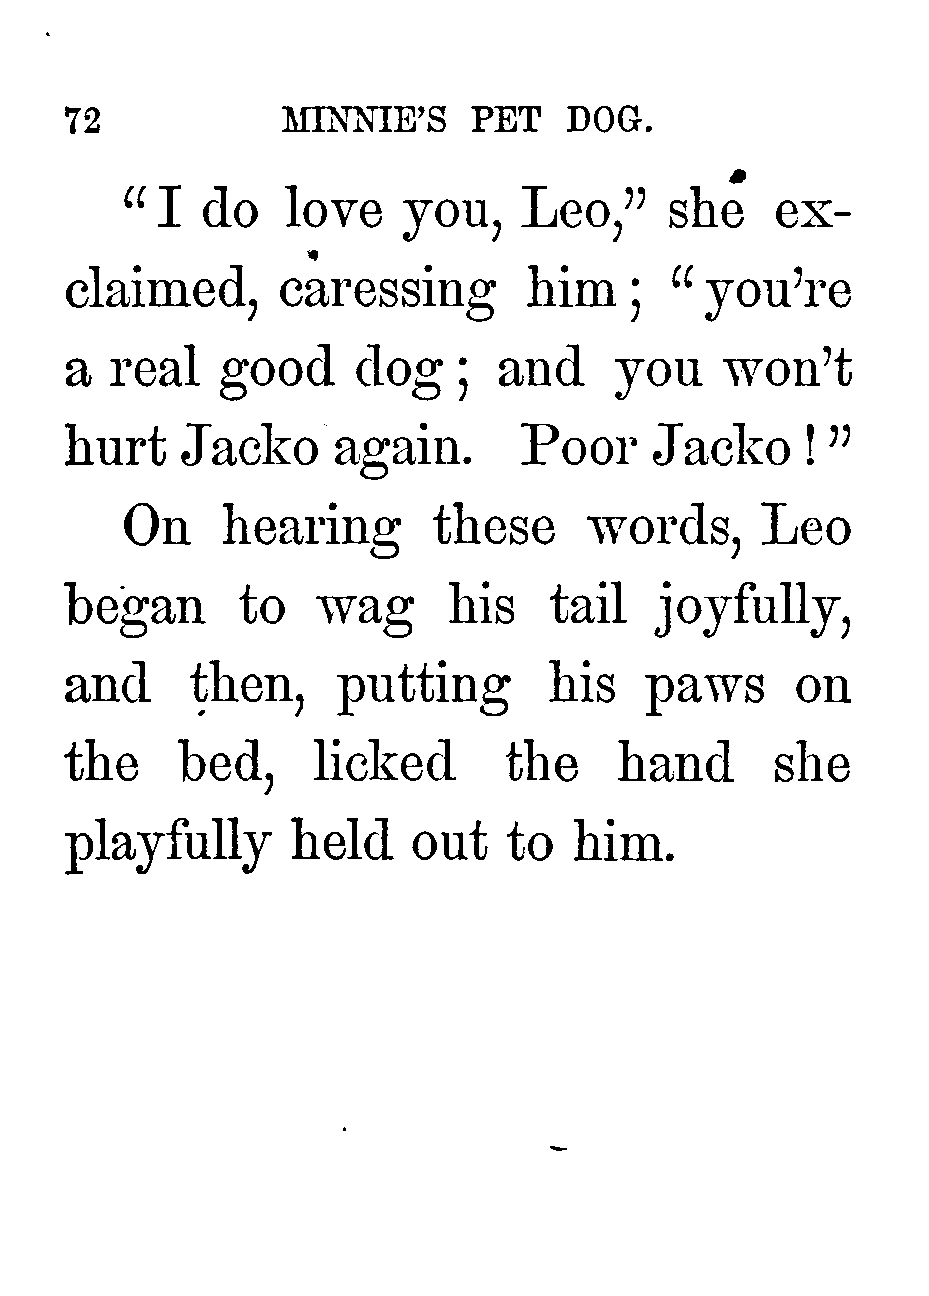 72 MINNIE'S PET DOG.
"I do love you, Leo," she ex-
claimed, caressing him; "you're
a real good dog; and you won't
hurt Jacko again. Poor Jacko!"
On hearing these words, Leo
began to wag his tail joyfully,
and then, putting his paws on
the bed, licked the hand she
playfully held out to him.